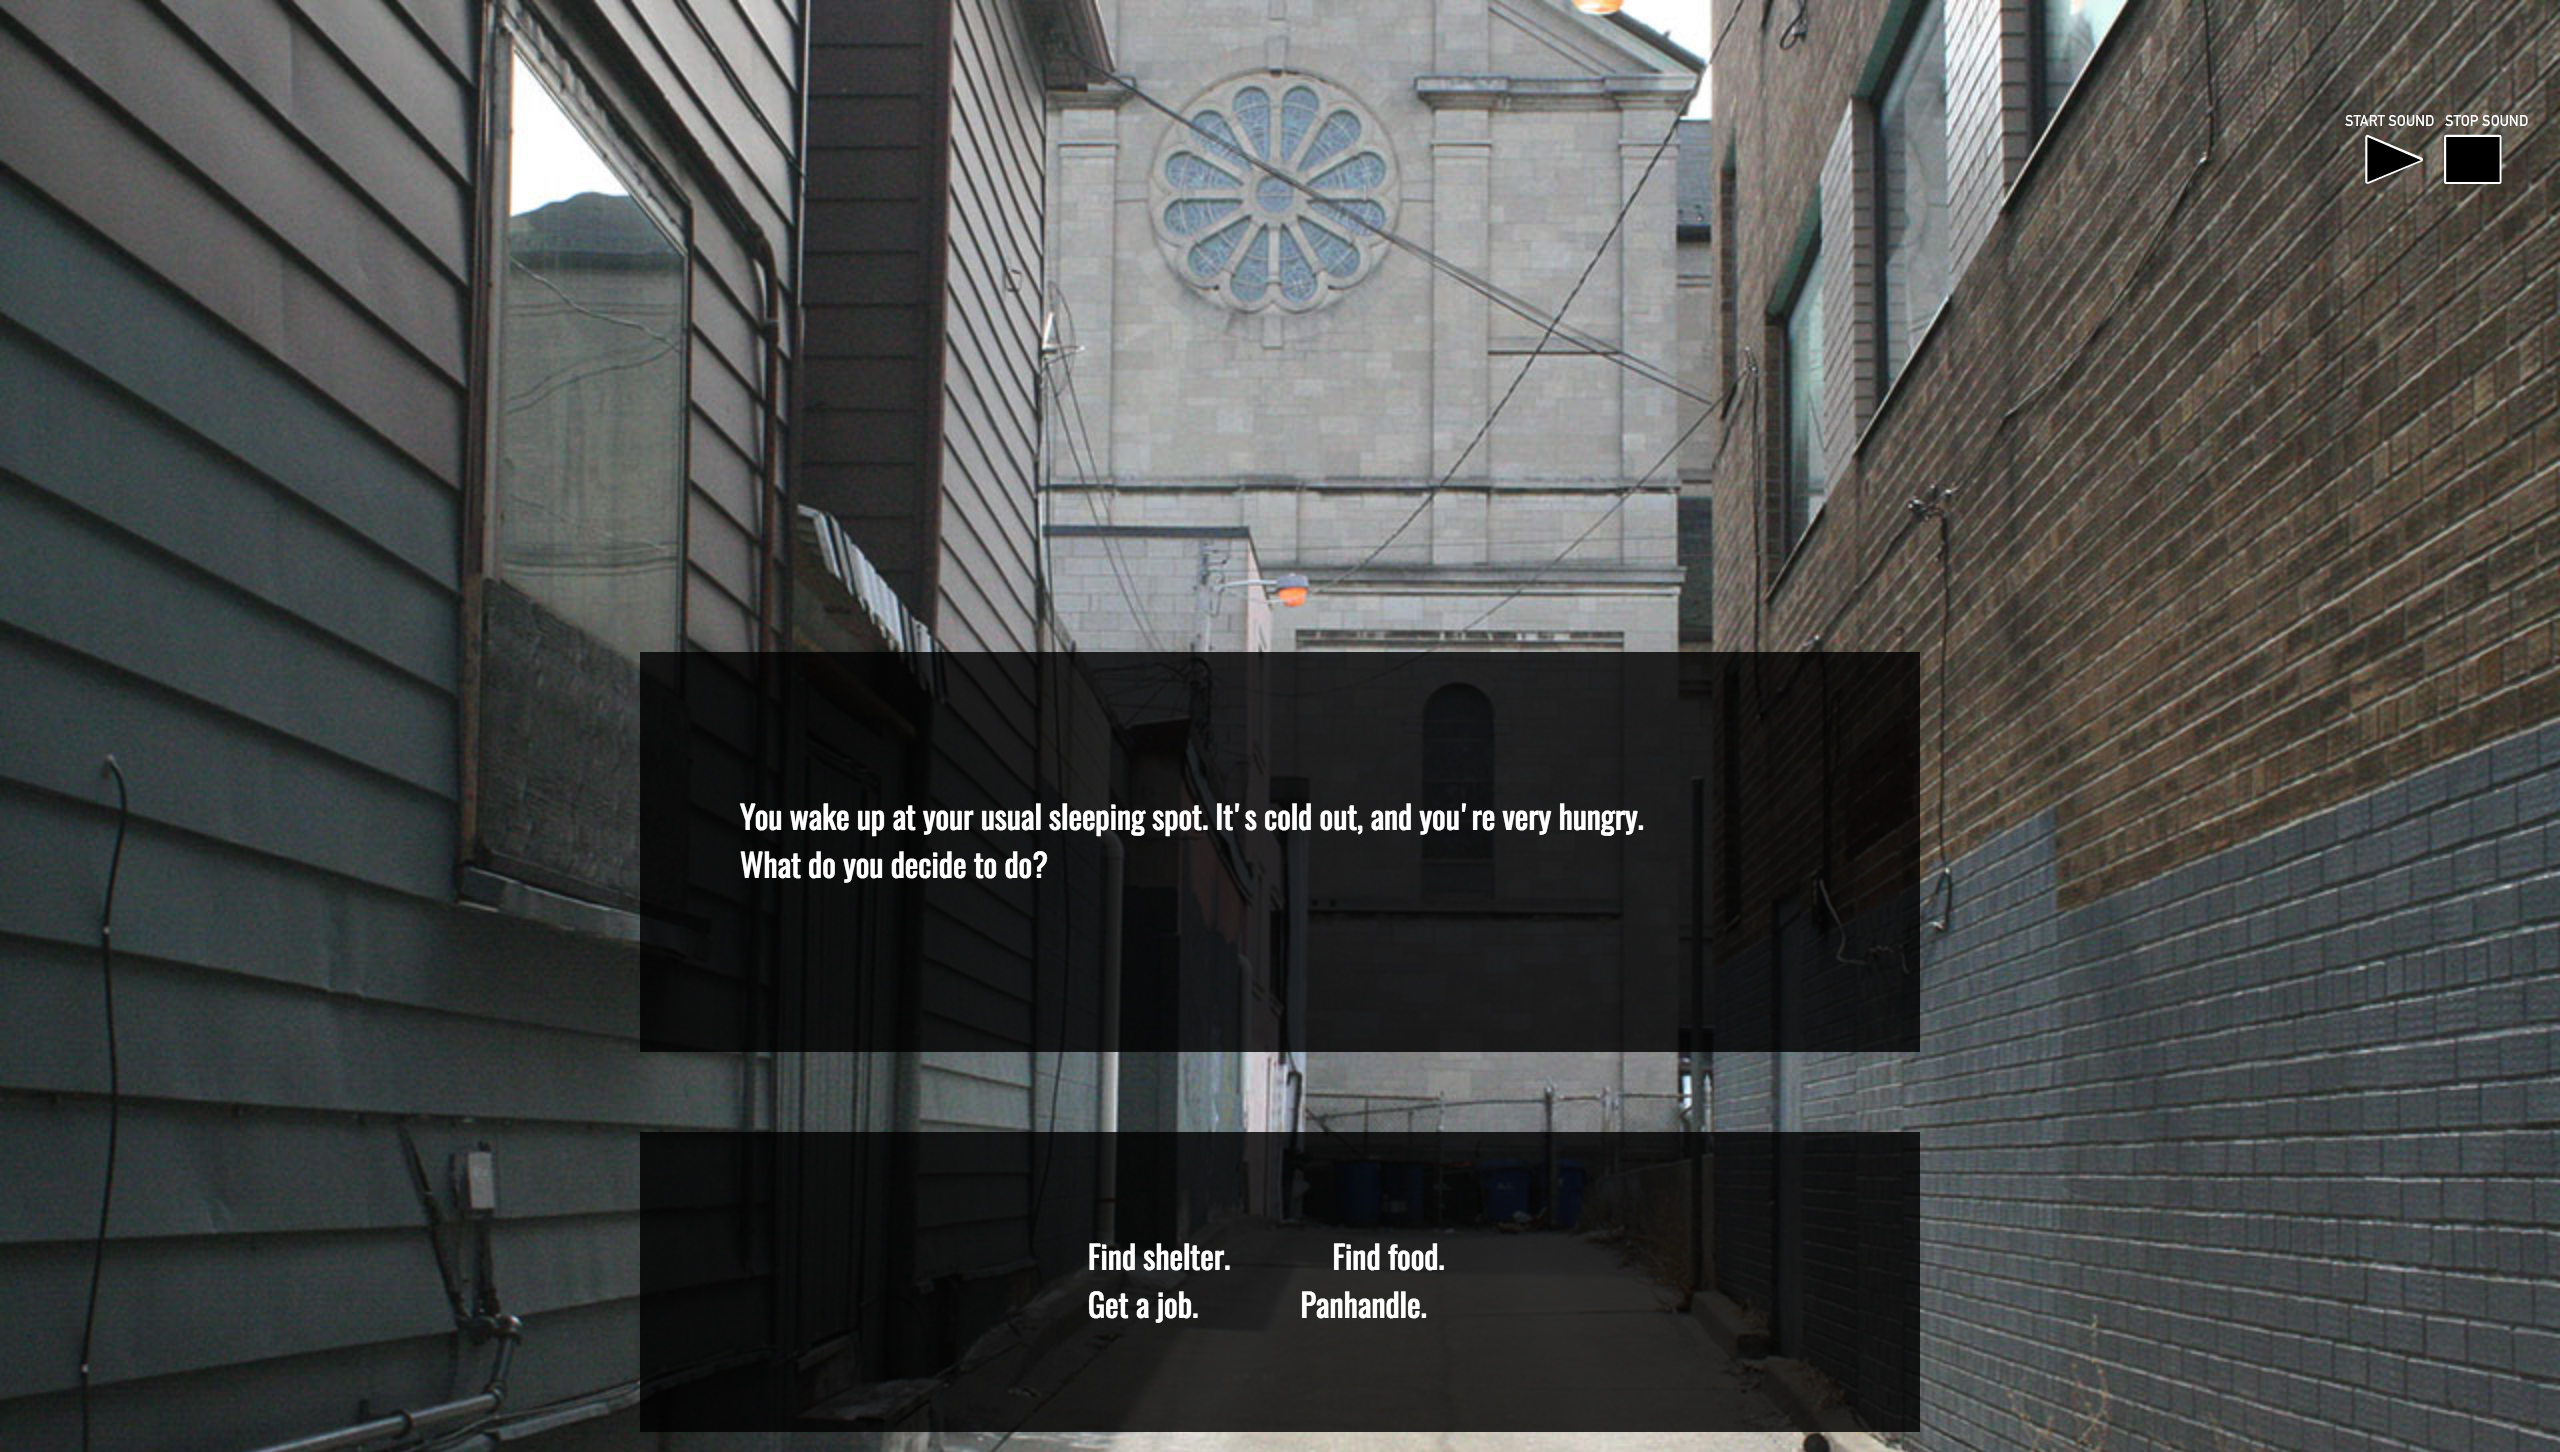 START SOUND STOP SOUND
You wake up at your usual sleeping spot. It's cold out, and you're very hungry.
What do you decide to do?
Find shelter. Find food.
Get a job. Panhandle.